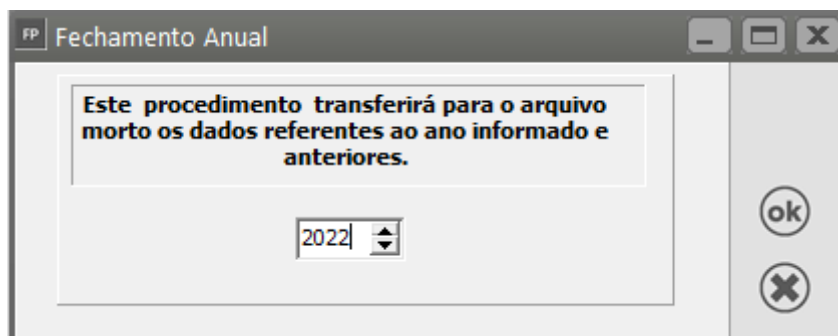 FP Fechamento Anual
Este procedimento transferirá para o arquivo
morto os dados referentes ao ano informado e
anteriores.
2022
ok